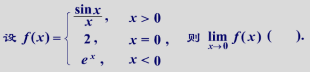 设 f(x) = { sinx/x, x > 0
2, x = 0,
e^x, x < 0
则 lim_{x→0} f(x) ( ).